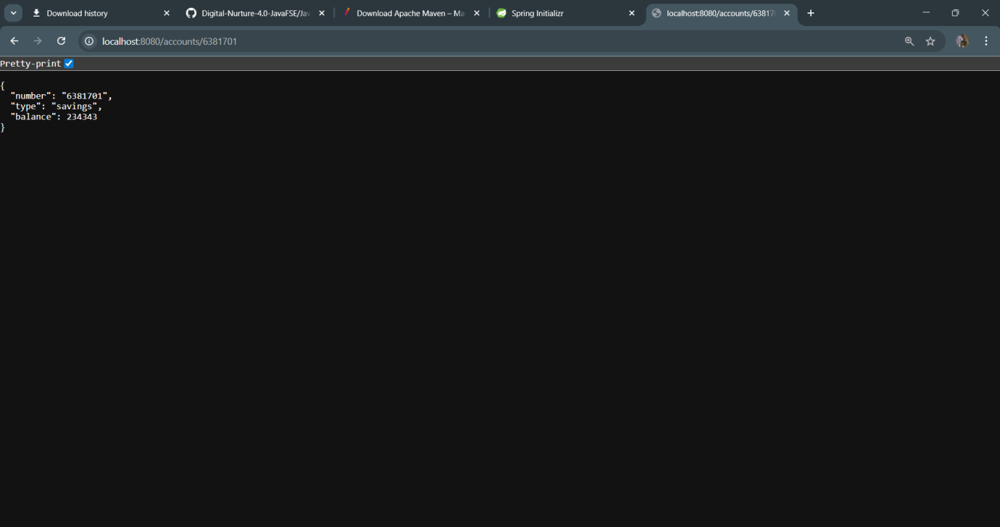 Download history
Digital-Nurture-4.0-JavaFSE/Jav
Download Apache Maven – Ma
Spring Initializr
localhost:8080/accounts/63817
localhost:8080/accounts/6381701
Pretty-print
{
"number": "6381701",
"type": "savings",
"balance": 234343
}